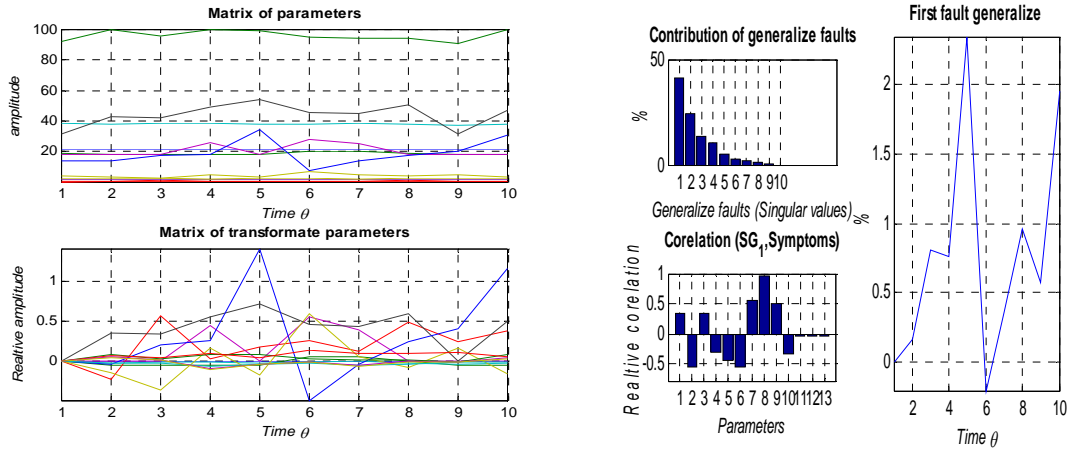 Matrix of parameters
100
80
60
40
20
amplitude
1 2 3 4 5 6 7 8 9 10
Time θ
Matrix of transformate parameters
1
0.5
0
Realtive amplitude
1 2 3 4 5 6 7 8 9 10
Time θ
Contribution of generalize faults
50
0
%
1 2 3 4 5 6 7 8 9 10
Generalize faults (Singular values)
Corelation (SG1,Symptoms)
1
0.5
0
-0.5
Realtive corelation
1 2 3 4 5 6 7 8 9 10 11 12 13
Parameters
First fault generalize
2
1.5
1
0.5
0
%
2 4 6 8 10
Time θ